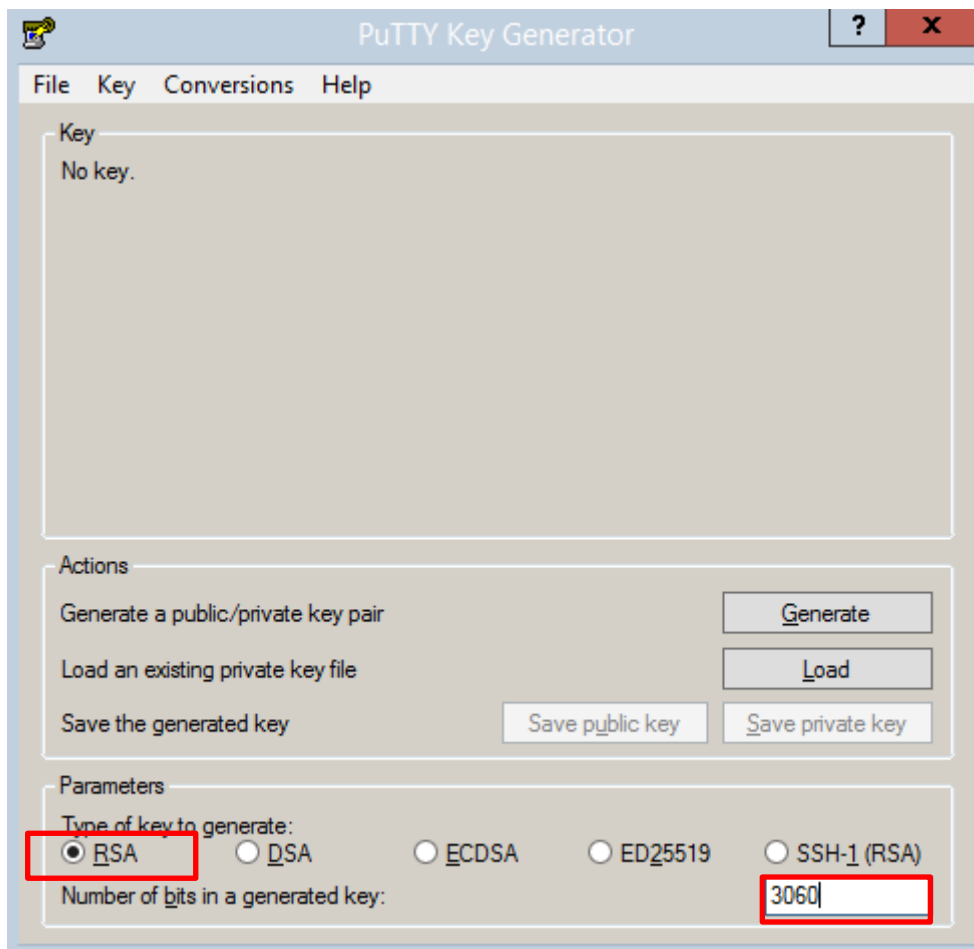 PuTTY Key Generator ? x
File Key Conversions Help
Key
No key.
Actions
Generate a public/private key pair Generate
Load an existing private key file Load
Save the generated key Save public key Save private key
Parameters
Type of key to generate:
RSA DSA ECDSA ED25519 SSH-1 (RSA)
Number of bits in a generated key: 3060